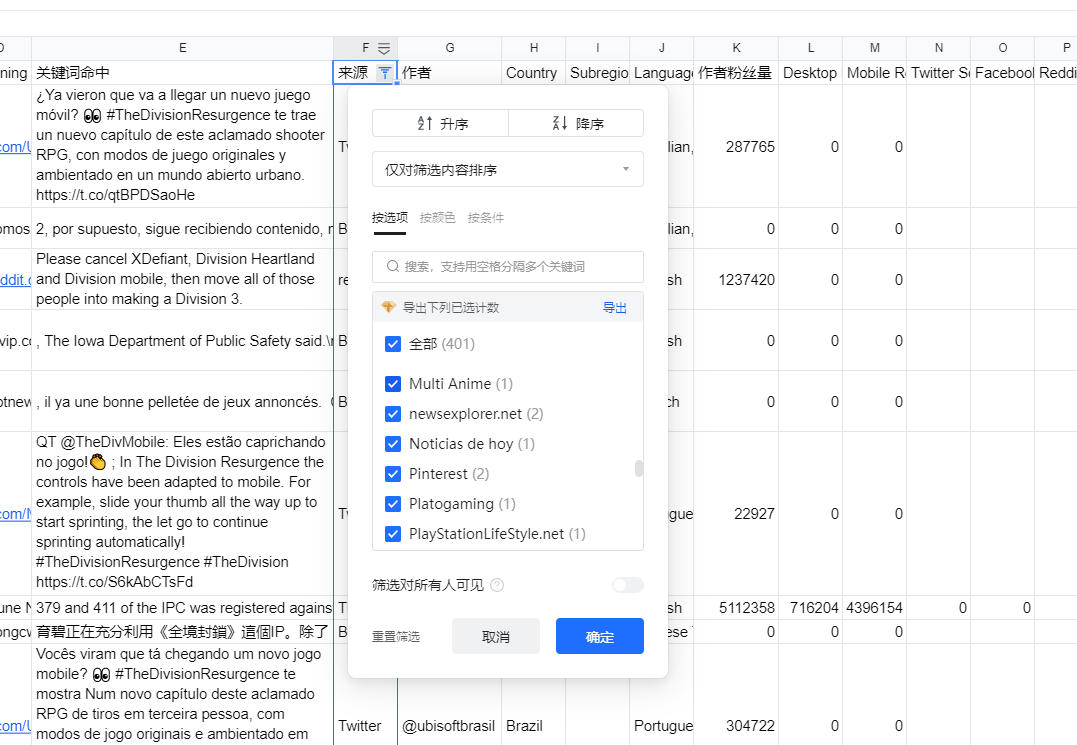 D E F G H I J K L M N O P
ning 关键词命中 来源 作者 Country Subregio Language 作者粉丝量 Desktop Mobile Re Twitter So Facebook Reddi
¿Ya vieron que va a llegar un nuevo juego
móvil? 👀 #TheDivisionResurgence te trae
un nuevo capítulo de este aclamado shooter
com/U RPG, con modos de juego originales y Tw lian, 287765 0 0
ambientado en un mundo abierto urbano.
https://t.co/qtBPDSaoHe
omos 2, por supuesto, sigue recibiendo contenido, r B lian, 0 0 0
Please cancel XDefiant, Division Heartland
ddit.c and Division mobile, then move all of those re sh 1237420 0 0
people into making a Division 3.
vip.co , The Iowa Department of Public Safety said.\r B sh 0 0 0
otnew , il ya une bonne pelletée de jeux annoncés. B ch 0 0 0
QT @TheDivMobile: Eles estão caprichando
no jogo!👏 ; In The Division Resurgence the
controls have been adapted to mobile. For
example, slide your thumb all the way up to
com/M start sprinting, the let go to continue Tw gue 22927 0 0
sprinting automatically!
#TheDivisionResurgence #TheDivision
https://t.co/S6kAbCTsFd
une N 379 and 411 of the IPC was registered agains T sh 5112358 716204 4396154 0 0
ongcv 育碧正在充分利用《全境封鎖》這個IP。除了 B ese 0 0 0
Vocês viram que tá chegando um novo jogo
mobile? 👀 #TheDivisionResurgence te
mostra Num novo capítulo deste aclamado
RPG de tiros em terceira pessoa, com
com/U modos de jogo originais e ambientado em Twitter @ubisoftbrasil Brazil Portugue 304722 0 0
升序 降序
仅对筛选内容排序
按选项 按颜色 按条件
搜索，支持用空格分隔多个关键词
导出下列已选计数 导出
全部 (401)
Multi Anime (1)
newsexplorer.net (2)
Noticias de hoy (1)
Pinterest (2)
Platogaming (1)
PlayStationLifeStyle.net (1)
筛选对所有人可见
重置筛选 取消 确定